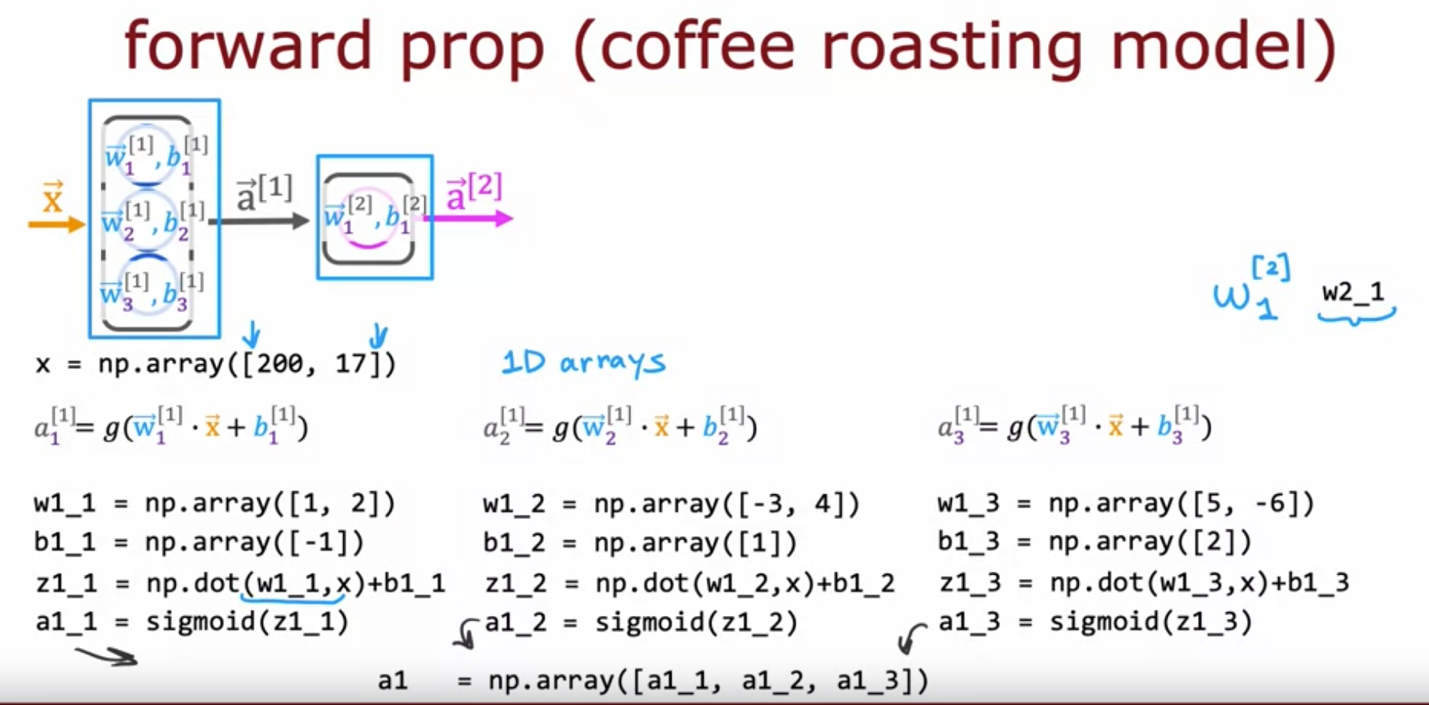 forward prop (coffee roasting model)
w⃗₁^[1], b₁^[1]
x⃗ w⃗₂^[1], b₂^[1] a⃗^[1] w⃗₁^[2], b₁^[2] a⃗^[2]
w⃗₃^[1], b₃^[1]
w₁^[2] w2_1
x = np.array([200, 17]) 1D arrays
a₁^[1] = g(w⃗₁^[1] · x⃗ + b₁^[1]) a₂^[1] = g(w⃗₂^[1] · x⃗ + b₂^[1]) a₃^[1] = g(w⃗₃^[1] · x⃗ + b₃^[1])
w1_1 = np.array([1, 2]) w1_2 = np.array([-3, 4]) w1_3 = np.array([5, -6])
b1_1 = np.array([-1]) b1_2 = np.array([1]) b1_3 = np.array([2])
z1_1 = np.dot(w1_1,x)+b1_1 z1_2 = np.dot(w1_2,x)+b1_2 z1_3 = np.dot(w1_3,x)+b1_3
a1_1 = sigmoid(z1_1) a1_2 = sigmoid(z1_2) a1_3 = sigmoid(z1_3)
a1 = np.array([a1_1, a1_2, a1_3])